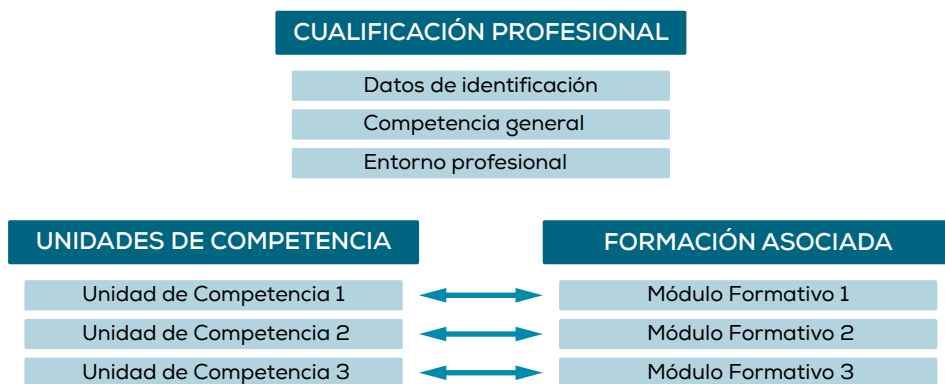 CUALIFICACIÓN PROFESIONAL
Datos de identificación
Competencia general
Entorno profesional
UNIDADES DE COMPETENCIA
Unidad de Competencia 1
Unidad de Competencia 2
Unidad de Competencia 3
FORMACIÓN ASOCIADA
Módulo Formativo 1
Módulo Formativo 2
Módulo Formativo 3